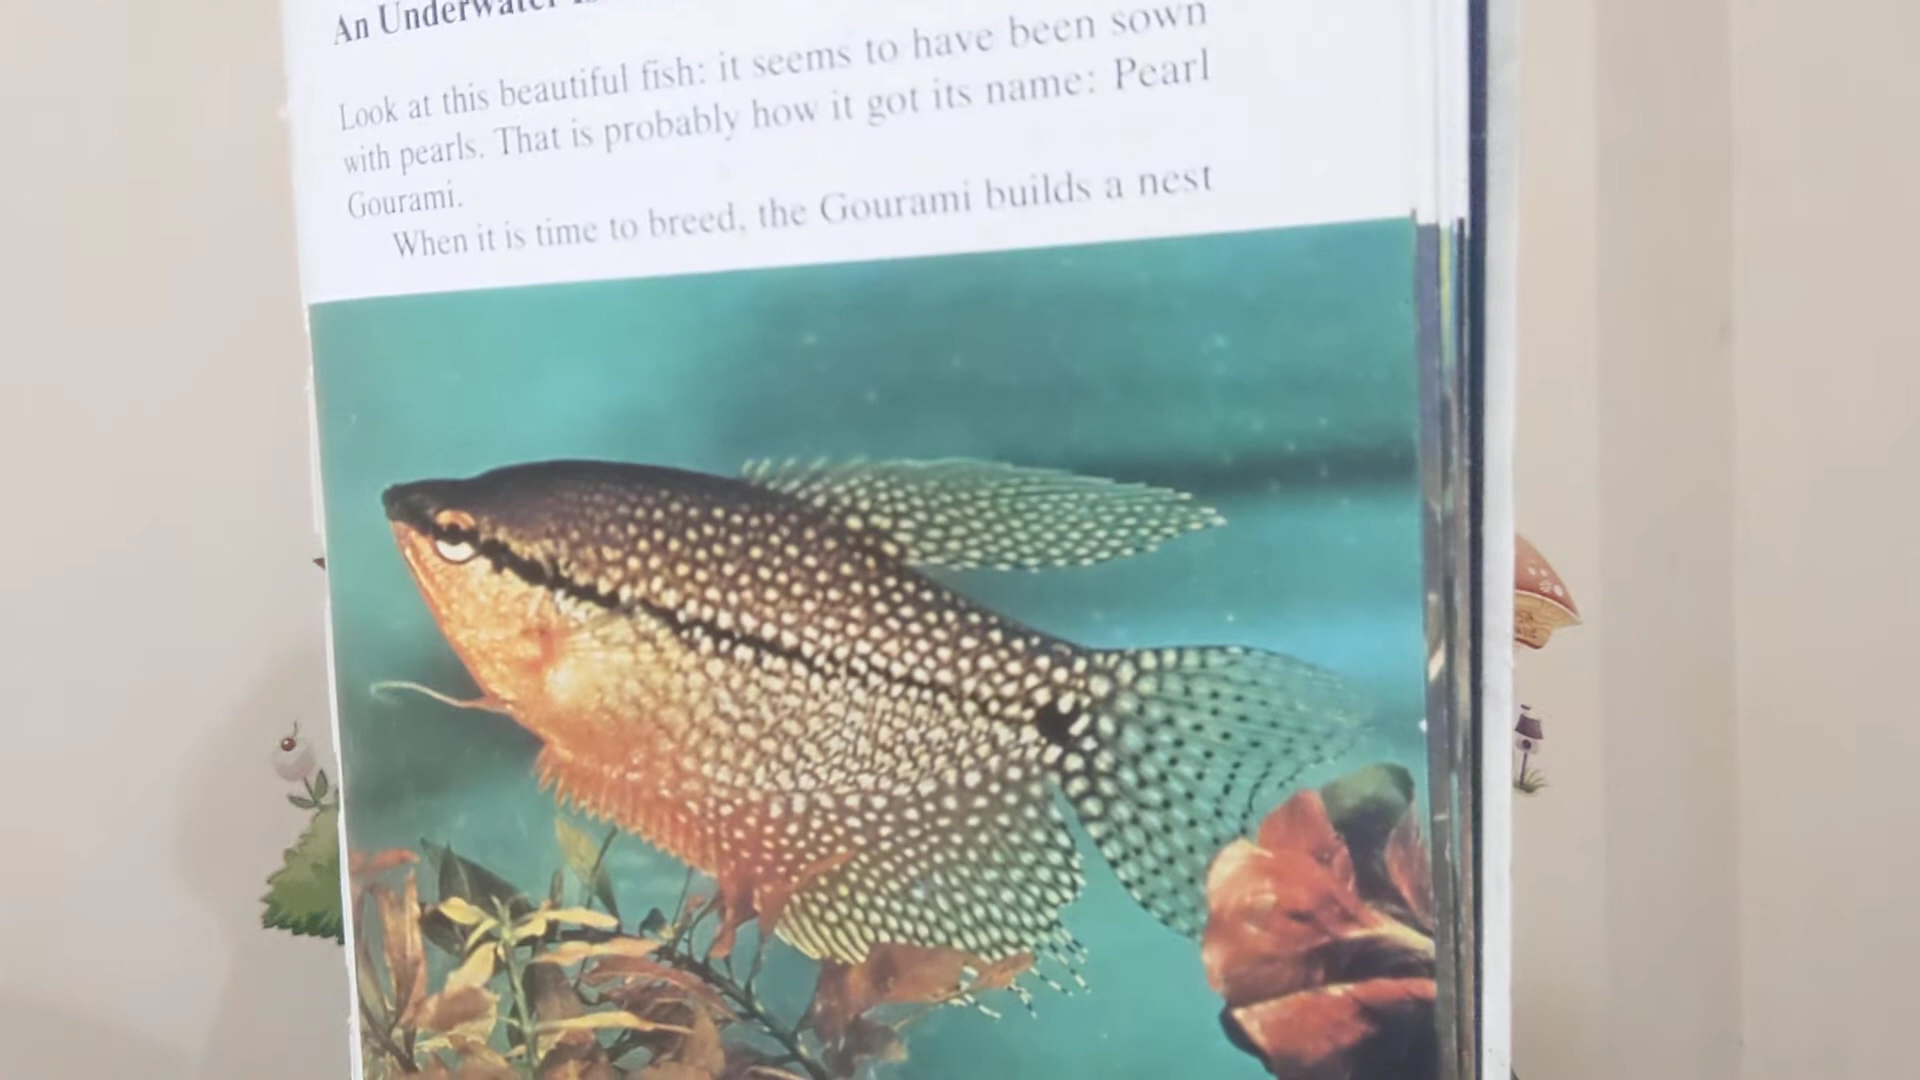 An Underwater
Look at this beautiful fish: it seems to have been sown
with pearls. That is probably how it got its name: Pearl
Gourami.
When it is time to breed, the Gourami builds a nest